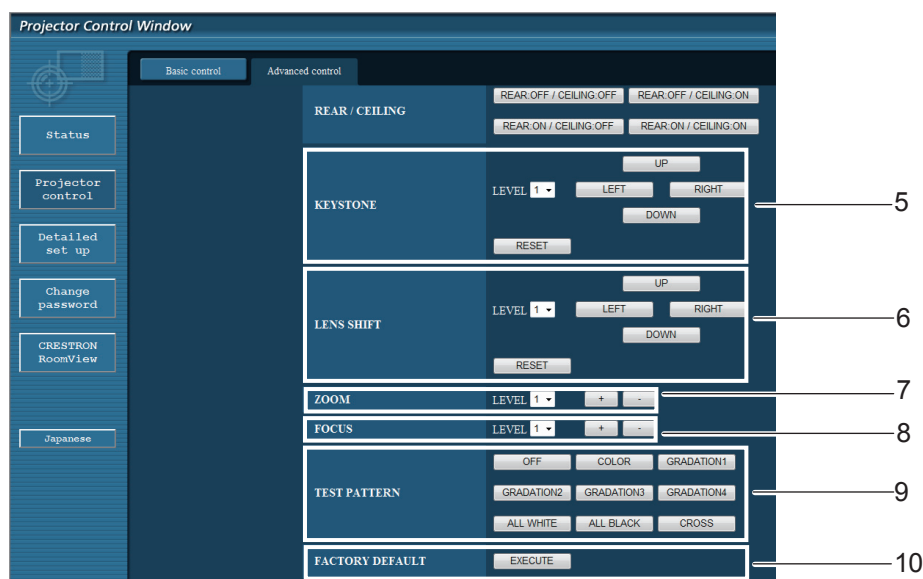 Projector Control Window
Basic control
Advanced control
Status
Projector
control
Detailed
set up
Change
password
CRESTRON
RoomView
Japanese
REAR / CEILING
REAR:OFF / CEILING:OFF
REAR:OFF / CEILING:ON
REAR:ON / CEILING:OFF
REAR:ON / CEILING:ON
KEYSTONE
UP
LEVEL 1
LEFT
RIGHT
DOWN
RESET
5
LENS SHIFT
UP
LEVEL 1
LEFT
RIGHT
DOWN
RESET
6
ZOOM
LEVEL 1
+
-
7
FOCUS
LEVEL 1
+
-
8
TEST PATTERN
OFF
COLOR
GRADATION1
GRADATION2
GRADATION3
GRADATION4
ALL WHITE
ALL BLACK
CROSS
9
FACTORY DEFAULT
EXECUTE
10